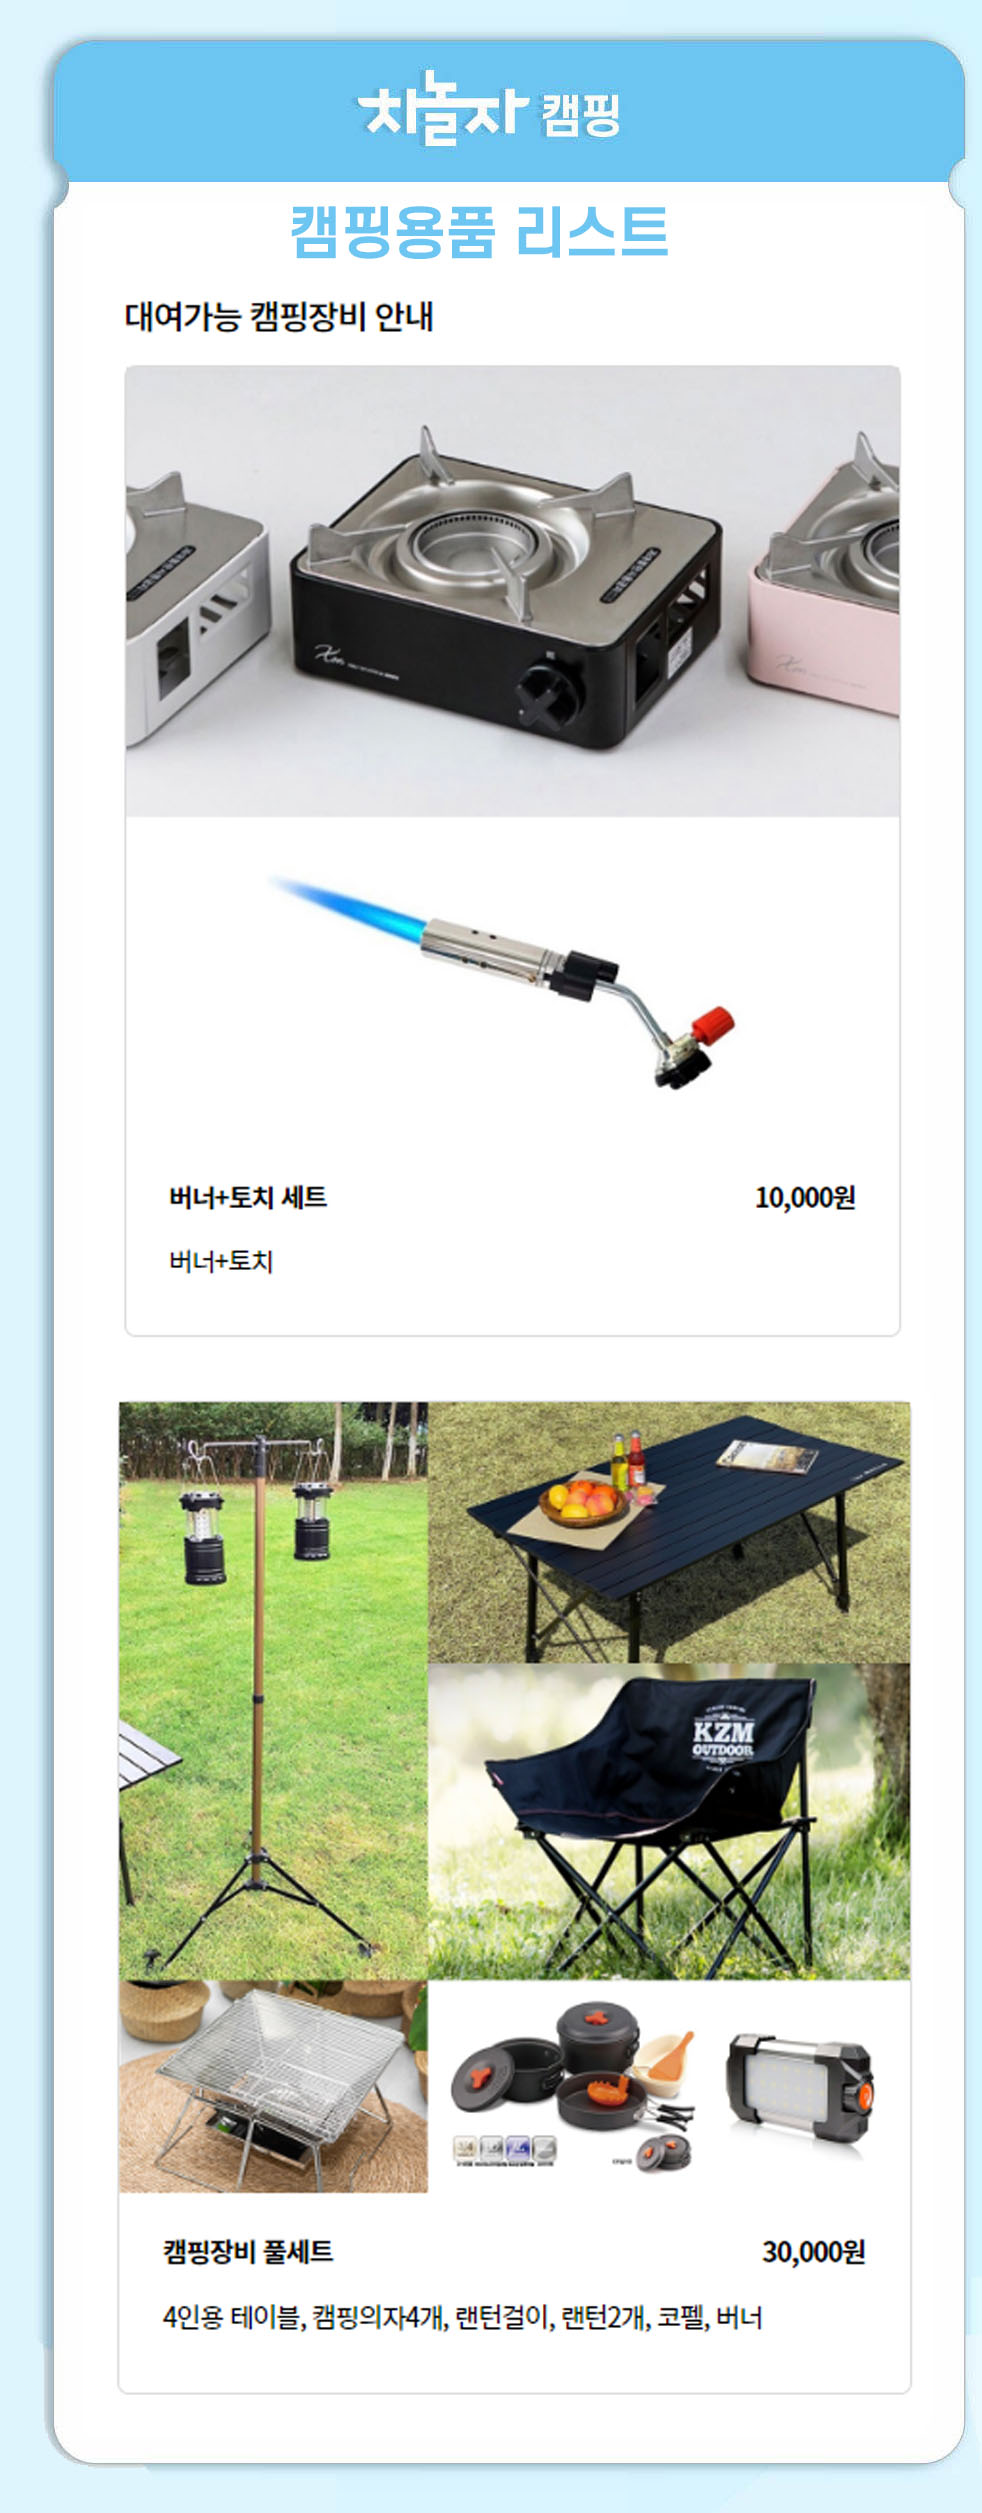 차놀자 캠핑
캠핑용품 리스트
대여가능 캠핑장비 안내
버너+토치 세트 10,000원
버너+토치
KZM
OUTDOOR
캠핑장비 풀세트 30,000원
4인용 테이블, 캠핑의자4개, 랜턴걸이, 랜턴2개, 코펠, 버너